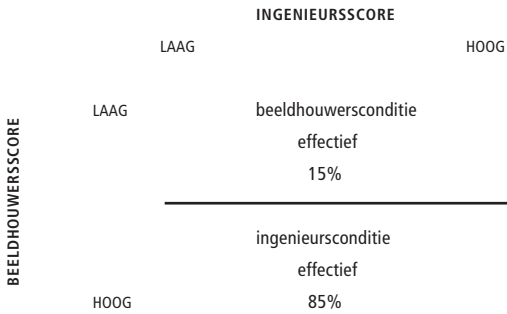 INGENIEURSSCORE
LAAG HOOG
BEELDHOUWERSSCORE
LAAG
beeldhouwersconditie
effectief
15%
ingenieursconditie
effectief
HOOG
85%